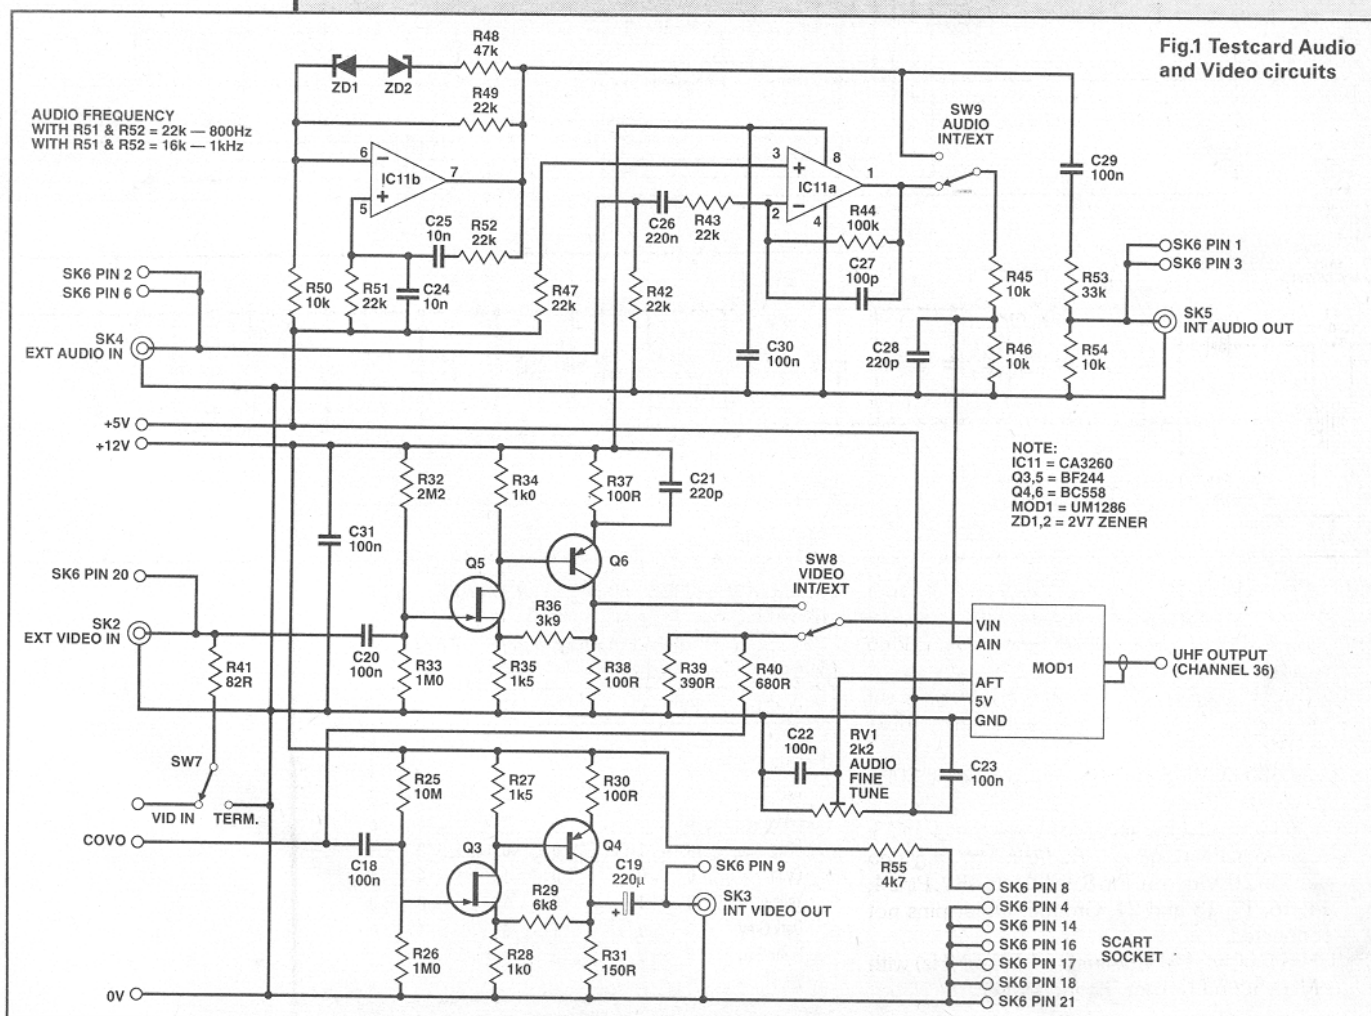 Fig.1 Testcard Audio
and Video circuits
R48
47k
ZD1
ZD2
R49
22k
AUDIO FREQUENCY
WITH R51 & R52 = 22k — 800Hz
WITH R51 & R52 = 16k — 1kHz
SW9
AUDIO
INT/EXT
6
7
IC11b
5
3
8
1
IC11a
2
4
C29
100n
C25
10n
R52
22k
C26
220n
R43
22k
R44
100k
C27
100p
SK6 PIN 2
SK6 PIN 6
R50
10k
R51
22k
C24
10n
R47
22k
R42
22k
R45
10k
R53
33k
SK6 PIN 1
SK6 PIN 3
SK4
EXT AUDIO IN
C30
100n
C28
220p
R46
10k
R54
10k
SK5
INT AUDIO OUT
+5V
+12V
NOTE:
IC11 = CA3260
Q3,5 = BF244
Q4,6 = BC558
MOD1 = UM1286
ZD1,2 = 2V7 ZENER
R32
2M2
R34
1k0
R37
100R
C21
220p
C31
100n
Q5
Q6
SW8
VIDEO
INT/EXT
SK6 PIN 20
SK2
EXT VIDEO IN
R36
3k9
R41
82R
C20
100n
R33
1M0
R35
1k5
R38
100R
R39
390R
R40
680R
VIN
AIN
MOD1
AFT
5V
GND
UHF OUTPUT
(CHANNEL 36)
C22
100n
RV1
2k2
AUDIO
FINE
TUNE
C23
100n
SW7
VID IN
TERM.
R25
10M
R27
1k5
R30
100R
COVO
C18
100n
Q3
Q4
C19
220µ
+
SK6 PIN 9
SK3
INT VIDEO OUT
R29
6k8
R55
4k7
R26
1M0
R28
1k0
R31
150R
0V
SK6 PIN 8
SK6 PIN 4
SK6 PIN 14
SK6 PIN 16
SK6 PIN 17
SK6 PIN 18
SK6 PIN 21
SCART
SOCKET